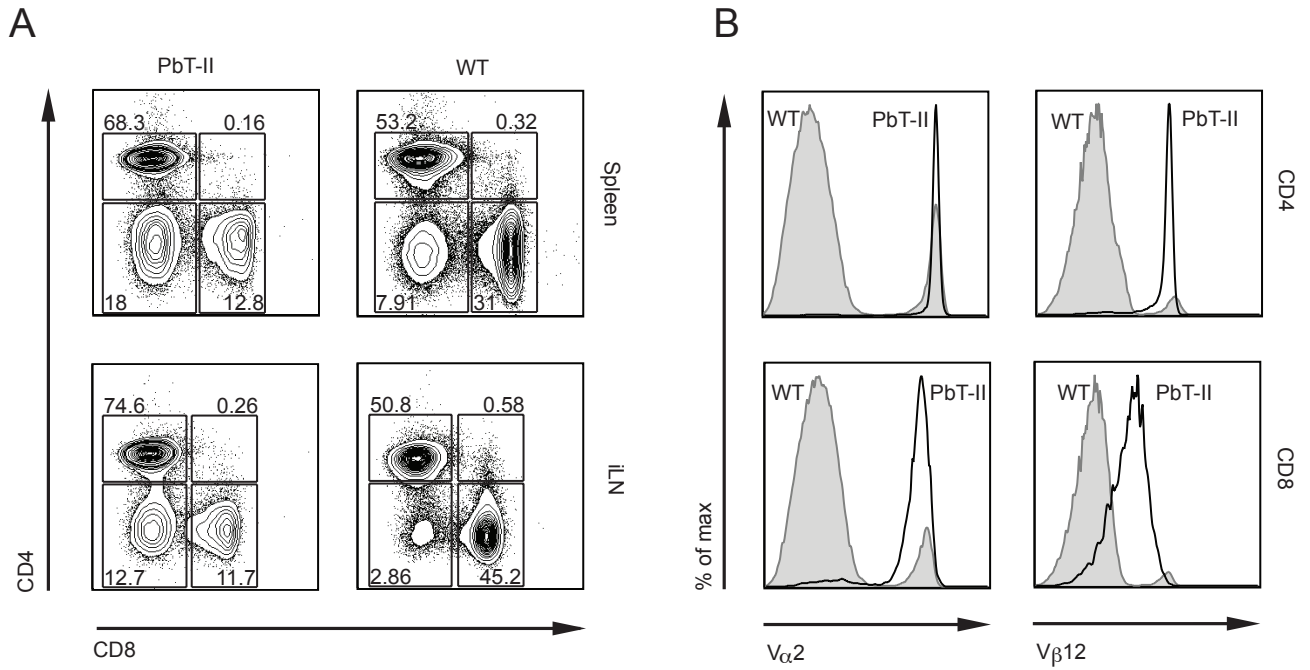 A
B
PbT-II
WT
68.3
0.16
53.2
0.32
18
12.8
7.91
31
Spleen
74.6
0.26
50.8
0.58
12.7
11.7
2.86
45.2
iLN
CD4
CD8
WT
PbT-II
WT
PbT-II
CD4
WT
PbT-II
WT
PbT-II
CD8
% of max
Vα2
Vβ12